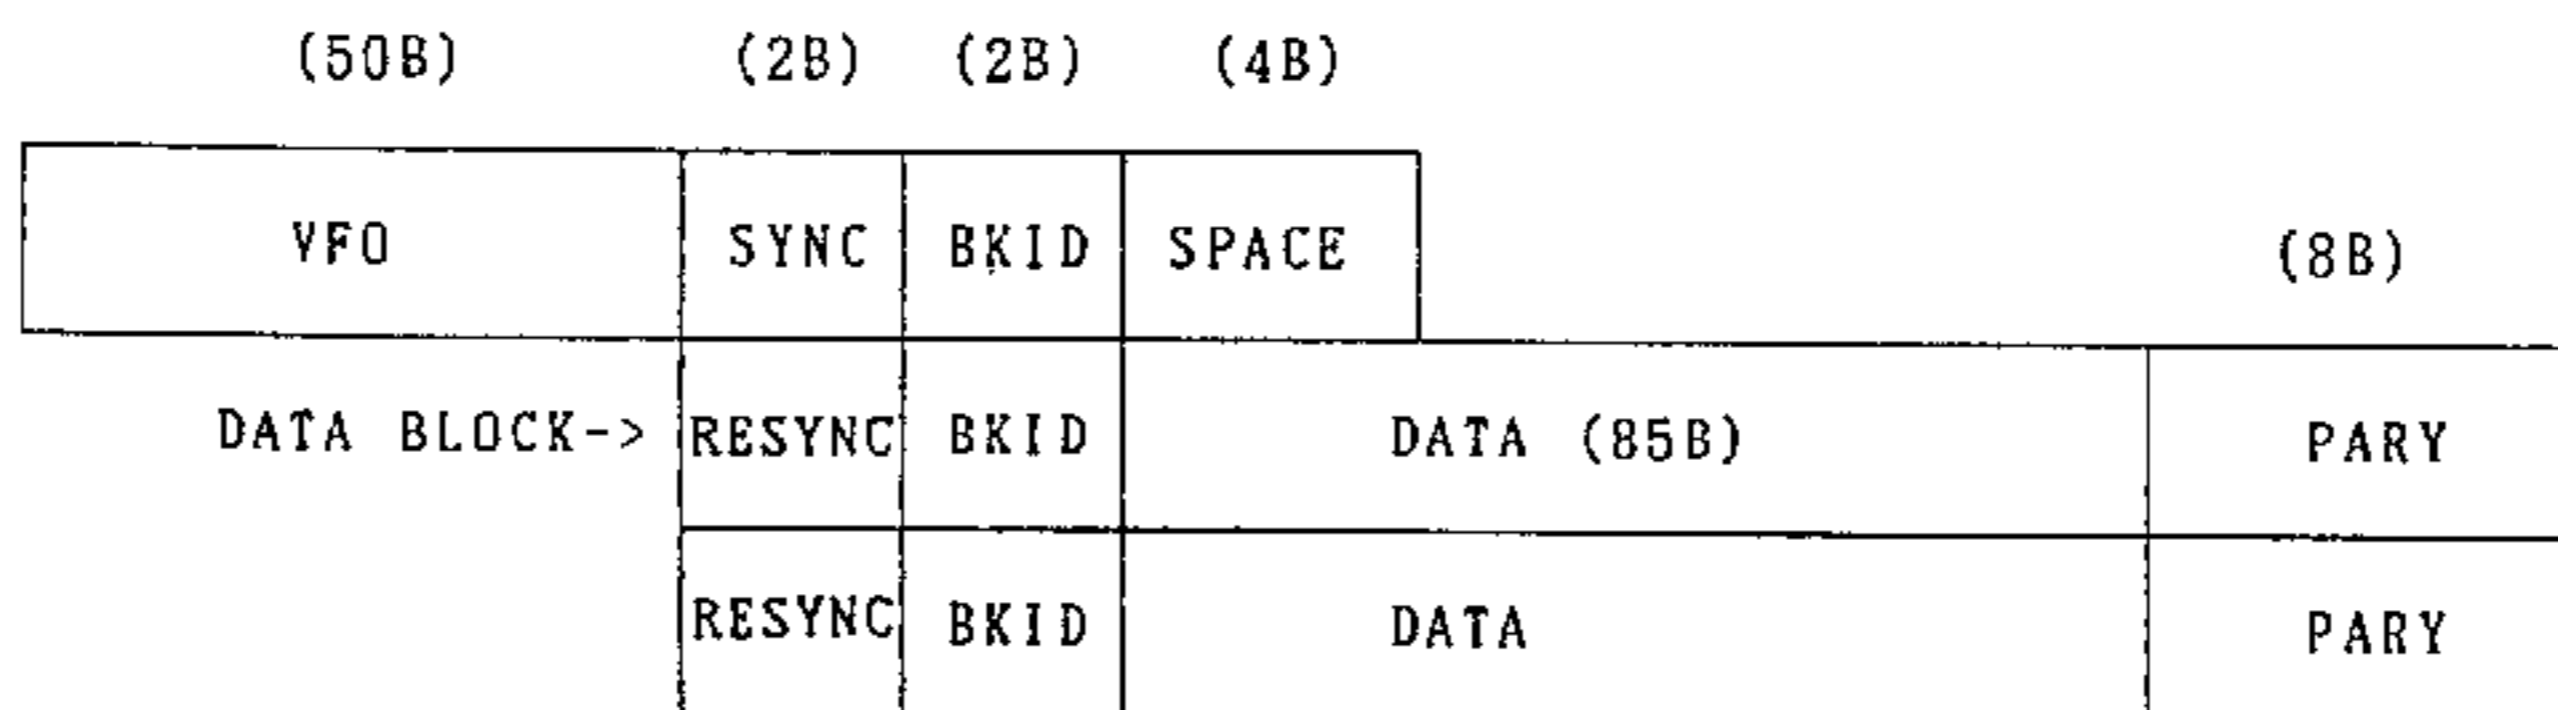 (50B) (2B) (2B) (4B)
VFO SYNC BKID SPACE (8B)
DATA BLOCK-> RESYNC BKID DATA (85B) PARY
RESYNC BKID DATA PARY